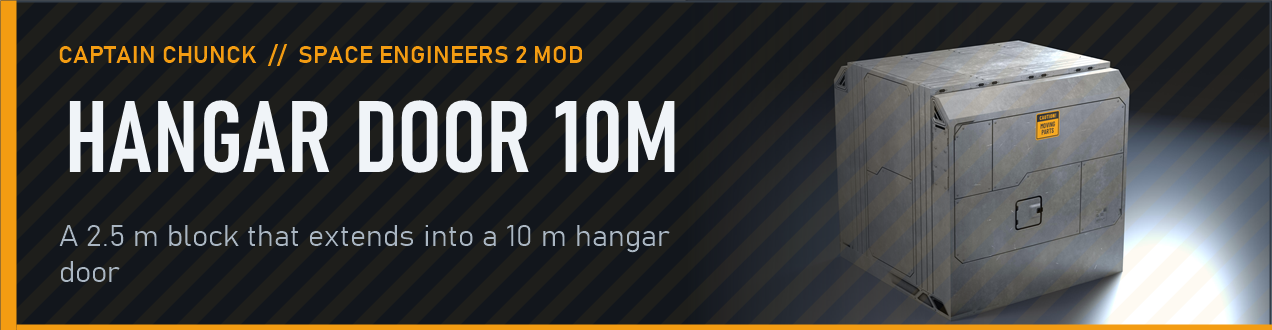 CAPTAIN CHUNCK // SPACE ENGINEERS 2 MOD
HANGAR DOOR 10M
A 2.5 m block that extends into a 10 m hangar
door
CAUTION!
MOVING
PARTS